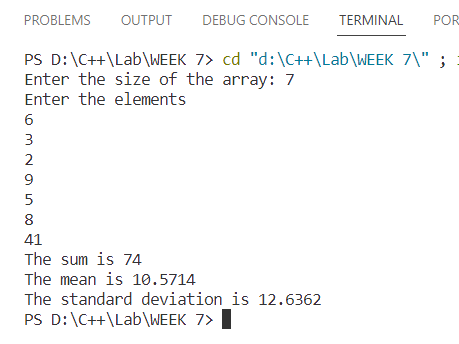 PROBLEMS OUTPUT DEBUG CONSOLE TERMINAL POR
PS D:\C++\Lab\WEEK 7> cd "d:\C++\Lab\WEEK 7\" ;
Enter the size of the array: 7
Enter the elements
6
3
2
9
5
8
41
The sum is 74
The mean is 10.5714
The standard deviation is 12.6362
PS D:\C++\Lab\WEEK 7>